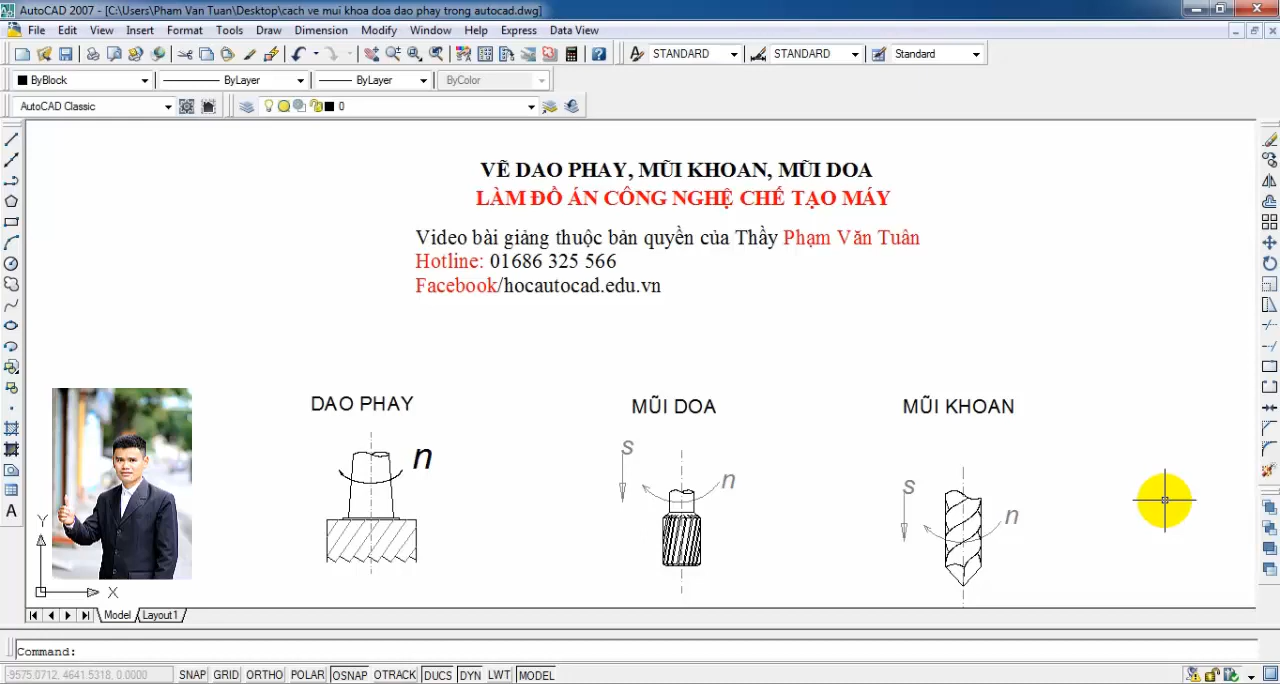 AutoCAD 2007 - [C:\Users\Pham Van Tuan\Desktop\cach ve mui khoa doa dao phay trong autocad.dwg]
File Edit View Insert Format Tools Draw Dimension Modify Window Help Express Data View
STANDARD STANDARD Standard
ByBlock ByLayer ByLayer ByColor
AutoCAD Classic 0
VẼ DAO PHAY, MŨI KHOAN, MŨI DOA
LÀM ĐỒ ÁN CÔNG NGHỆ CHẾ TẠO MÁY
Video bài giảng thuộc bản quyền của Thầy Phạm Văn Tuân
Hotline: 01686 325 566
Facebook/hocautocad.edu.vn
DAO PHAY
n
MŨI DOA
s
n
MŨI KHOAN
s
n
Y
X
A
Model Layout1
Command:
-9575.0712, 4641.5318, 0.0000 SNAP GRID ORTHO POLAR OSNAP OTRACK DUCS DYN LWT MODEL